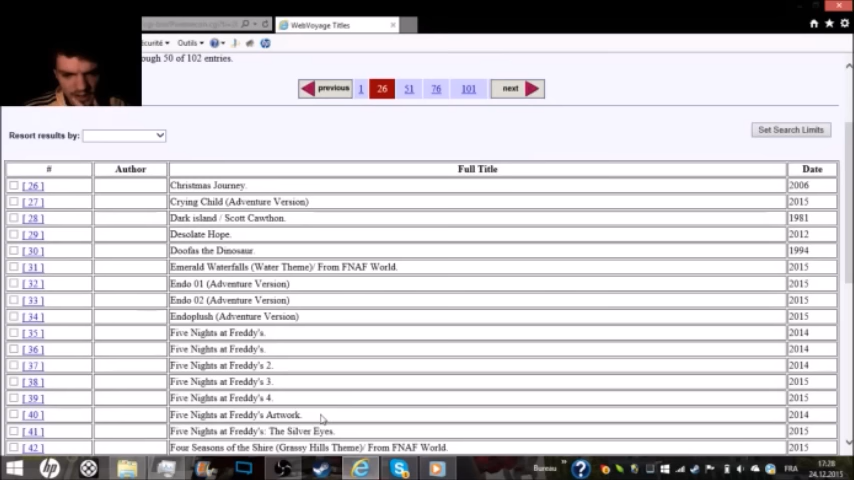 WebVoyage Titles
écurité
Outils
ough 50 of 102 entries.
previous 1 26 51 76 101 next
Resort results by:
Set Search Limits
# Author Full Title Date
[ 26 ] Christmas Journey. 2006
[ 27 ] Crying Child (Adventure Version) 2015
[ 28 ] Dark island / Scott Cawthon. 1981
[ 29 ] Desolate Hope. 2012
[ 30 ] Doofas the Dinosaur. 1994
[ 31 ] Emerald Waterfalls (Water Theme)/ From FNAF World. 2015
[ 32 ] Endo 01 (Adventure Version) 2015
[ 33 ] Endo 02 (Adventure Version) 2015
[ 34 ] Endoplush (Adventure Version) 2015
[ 35 ] Five Nights at Freddy's. 2014
[ 36 ] Five Nights at Freddy's. 2014
[ 37 ] Five Nights at Freddy's 2. 2014
[ 38 ] Five Nights at Freddy's 3. 2015
[ 39 ] Five Nights at Freddy's 4. 2015
[ 40 ] Five Nights at Freddy's Artwork. 2014
[ 41 ] Five Nights at Freddy's: The Silver Eyes. 2015
[ 42 ] Four Seasons of the Shire (Grassy Hills Theme)/ From FNAF World. 2015
Bureau
FRA
17:28
24.12.2015